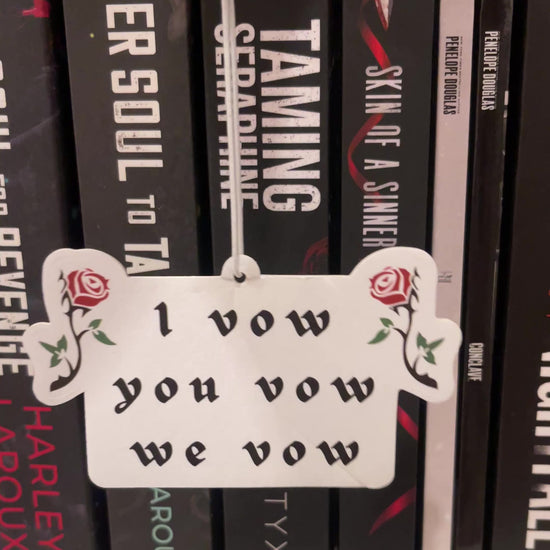 FOR REVENGE
HARLEY
LAROUX
ER SOUL TO TA
TAMING
SERAPHINE
SKIN OF A SINNER
PENELOPE DOUGLAS
PENELOPE DOUGLAS
CONCLAVE
I vow
you vow
we vow